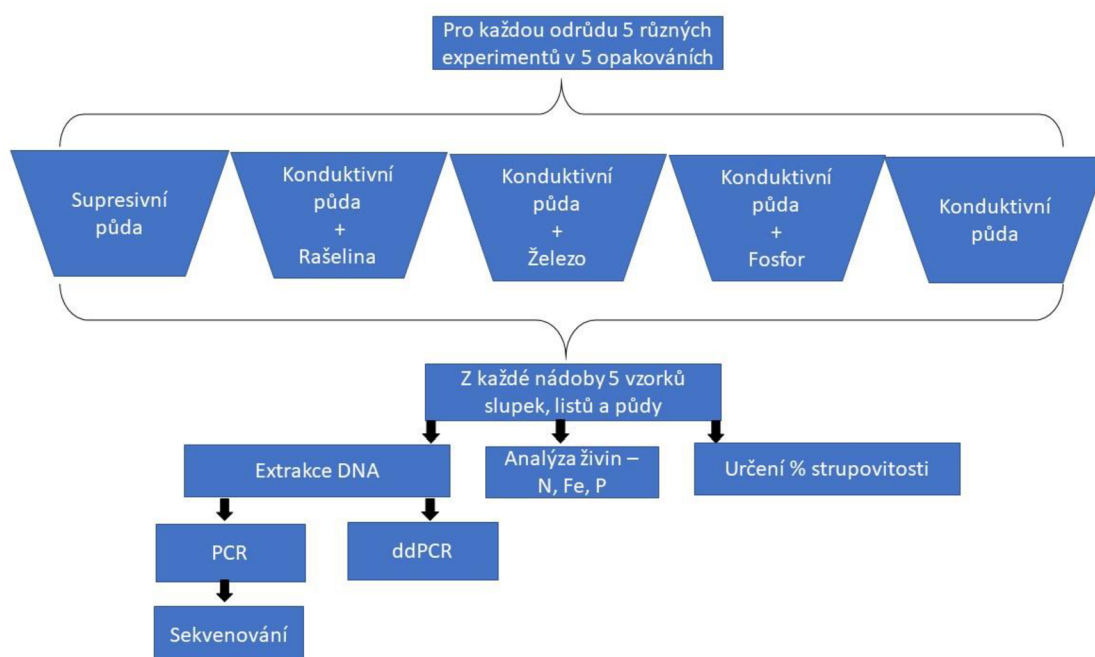 Pro každou odrůdu 5 různých
experimentů v 5 opakováních
Supresivní
půda
Konduktivní
půda
+
Rašelina
Konduktivní
půda
+
Železo
Konduktivní
půda
+
Fosfor
Konduktivní
půda
Z každé nádoby 5 vzorků
slupek, listů a půdy
Extrakce DNA
Analýza živin –
N, Fe, P
Určení % strupovitosti
PCR
ddPCR
Sekvenování